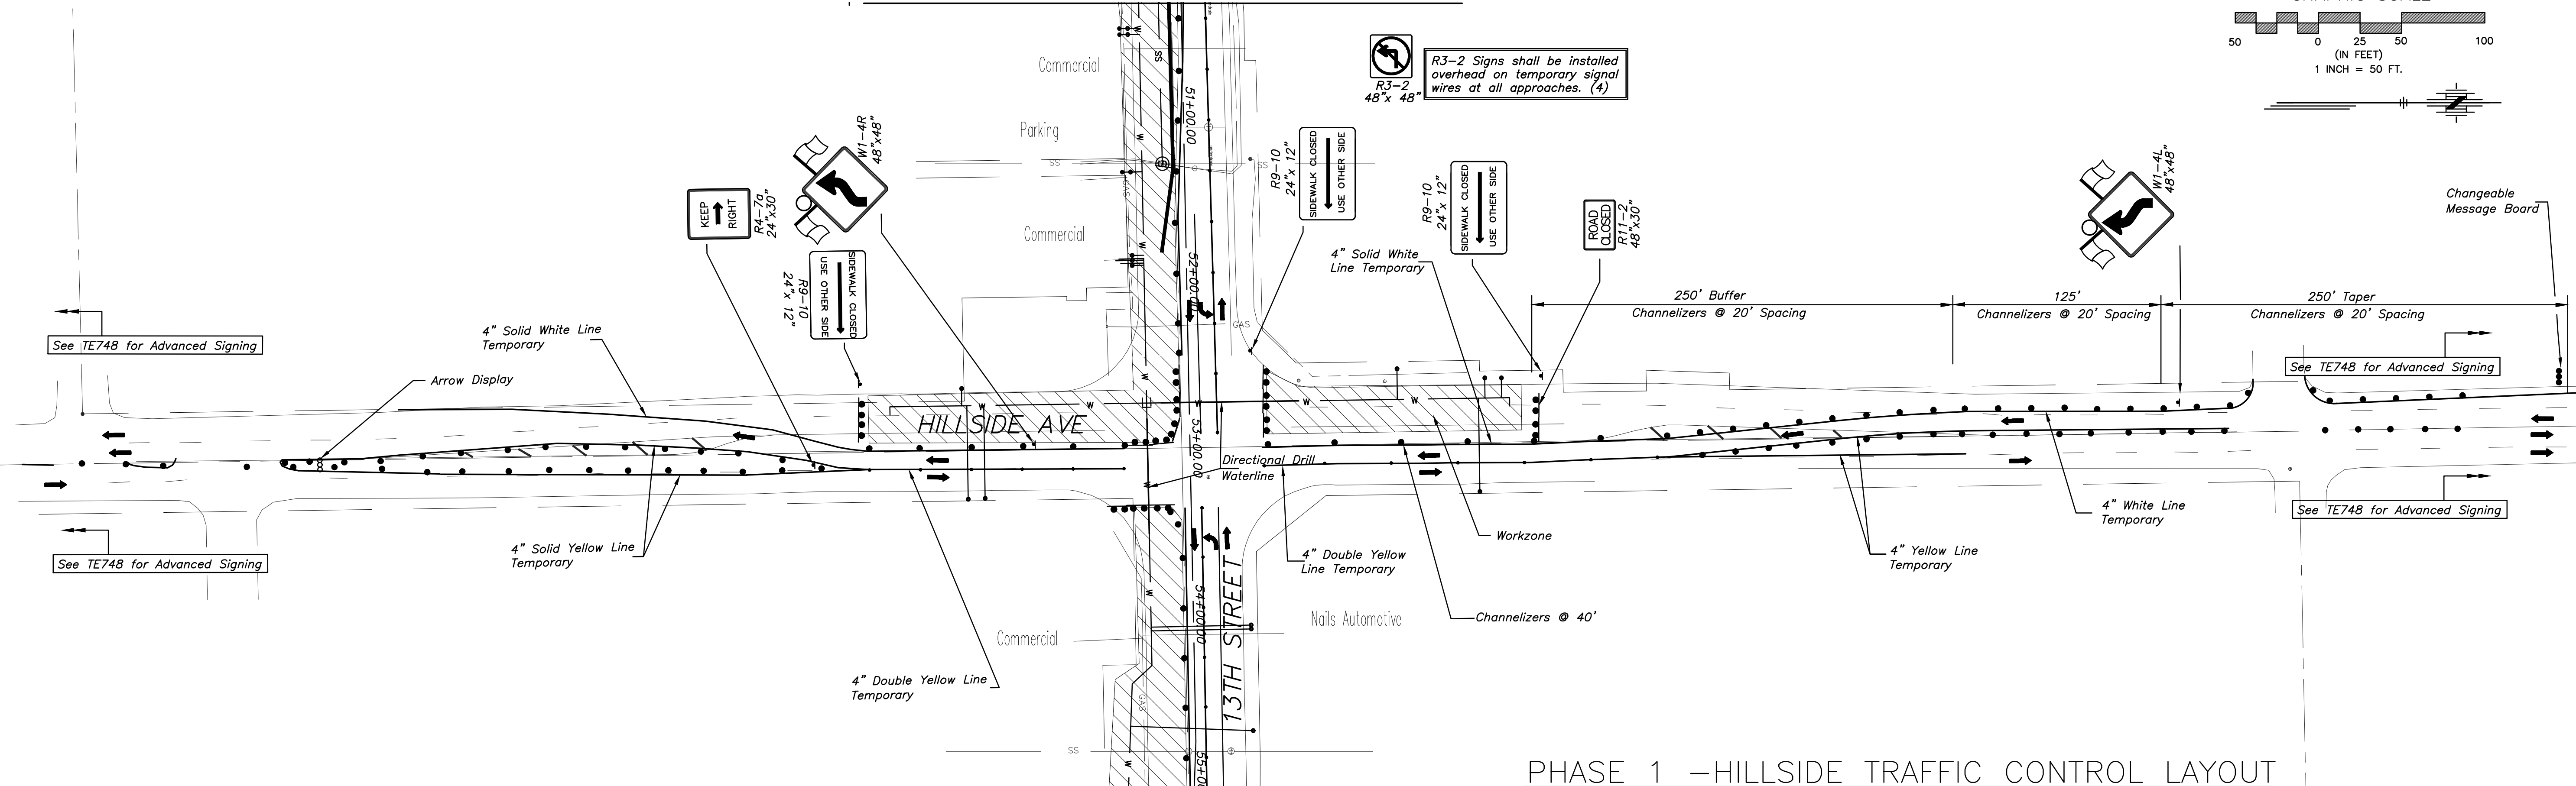 50
0
25
50
100
(IN FEET)
1 INCH = 50 FT.
Commercial
Parking
Commercial
SS
W
51+00.00
R3-2
48"x 48"
R3-2 Signs shall be installed
overhead on temporary signal
wires at all approaches. (4)
W1-4R
48"x48"
KEEP
RIGHT
R4-7a
24"x30"
SIDEWALK CLOSED
USE OTHER SIDE
R9-10
24"x 12"
SS
GAS
SS
R9-10
24"x 12"
SIDEWALK CLOSED
USE OTHER SIDE
R9-10
24"x 12"
SIDEWALK CLOSED
USE OTHER SIDE
ROAD
CLOSED
R11-2
48"x30"
W1-4L
48"x48"
Changeable
Message Board
4" Solid White
Line Temporary
52+00.00
GAS
250' Buffer
Channelizers @ 20' Spacing
125'
Channelizers @ 20' Spacing
250' Taper
Channelizers @ 20' Spacing
See TE748 for Advanced Signing
4" Solid White Line
Temporary
Arrow Display
See TE748 for Advanced Signing
HILLSIDE AVE
W
W
W
W
W
53+00.00
Directional Drill
Waterline
See TE748 for Advanced Signing
4" Solid Yellow Line
Temporary
See TE748 for Advanced Signing
4" White Line
Temporary
Workzone
4" Double Yellow
Line Temporary
4" Yellow Line
Temporary
Channelizers @ 40'
Nails Automotive
54+00.00
13TH STREET
Commercial
4" Double Yellow Line
Temporary
GAS
SS
W
55+0
PHASE 1 -HILLSIDE TRAFFIC CONTROL LAYOUT